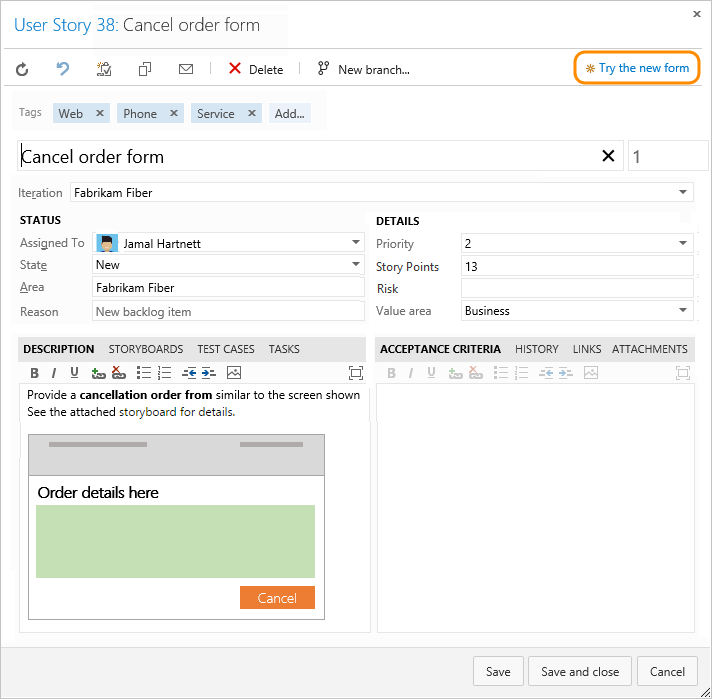 User Story 38: Cancel order form
Delete
New branch...
Try the new form
Tags Web Phone Service Add...
Cancel order form 1
Iteration Fabrikam Fiber
STATUS
Assigned To Jamal Hartnett
State New
Area Fabrikam Fiber
Reason New backlog item
DETAILS
Priority 2
Story Points 13
Risk
Value area Business
DESCRIPTION STORYBOARDS TEST CASES TASKS
B I U
Provide a cancellation order from similar to the screen shown
See the attached storyboard for details.
Order details here
Cancel
ACCEPTANCE CRITERIA HISTORY LINKS ATTACHMENTS
B I U
Save Save and close Cancel